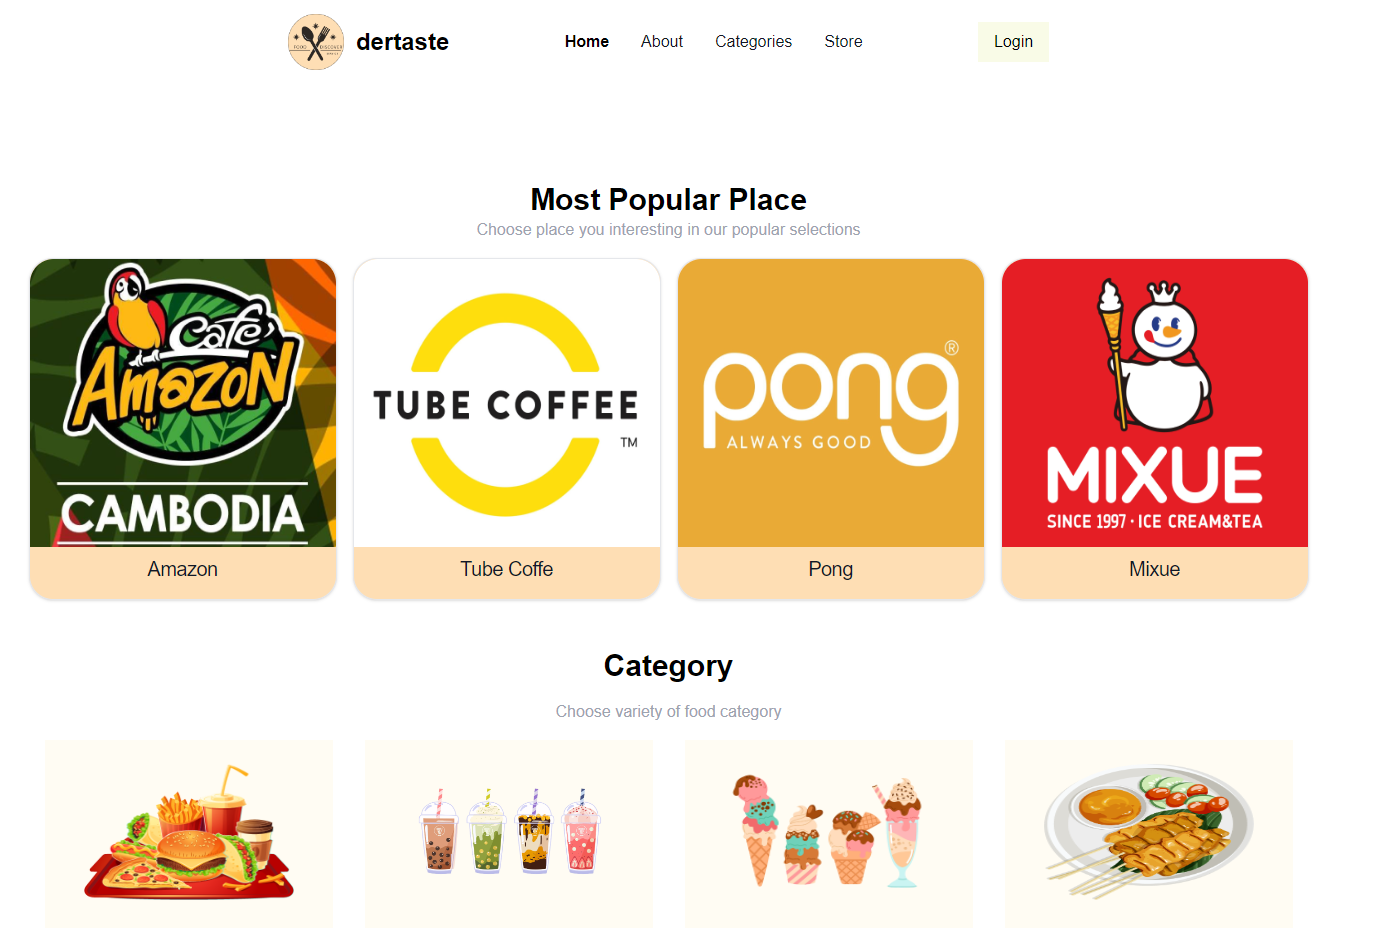 FOOD DISCOVER
dertaste
Home
About
Categories
Store
Login
Most Popular Place
Choose place you interesting in our popular selections
Café
Amazon
CAMBODIA
Amazon
TUBE COFFEE
TM
Tube Coffe
pong®
ALWAYS GOOD
Pong
MIXUE
SINCE 1997 · ICE CREAM&TEA
Mixue
Category
Choose variety of food category